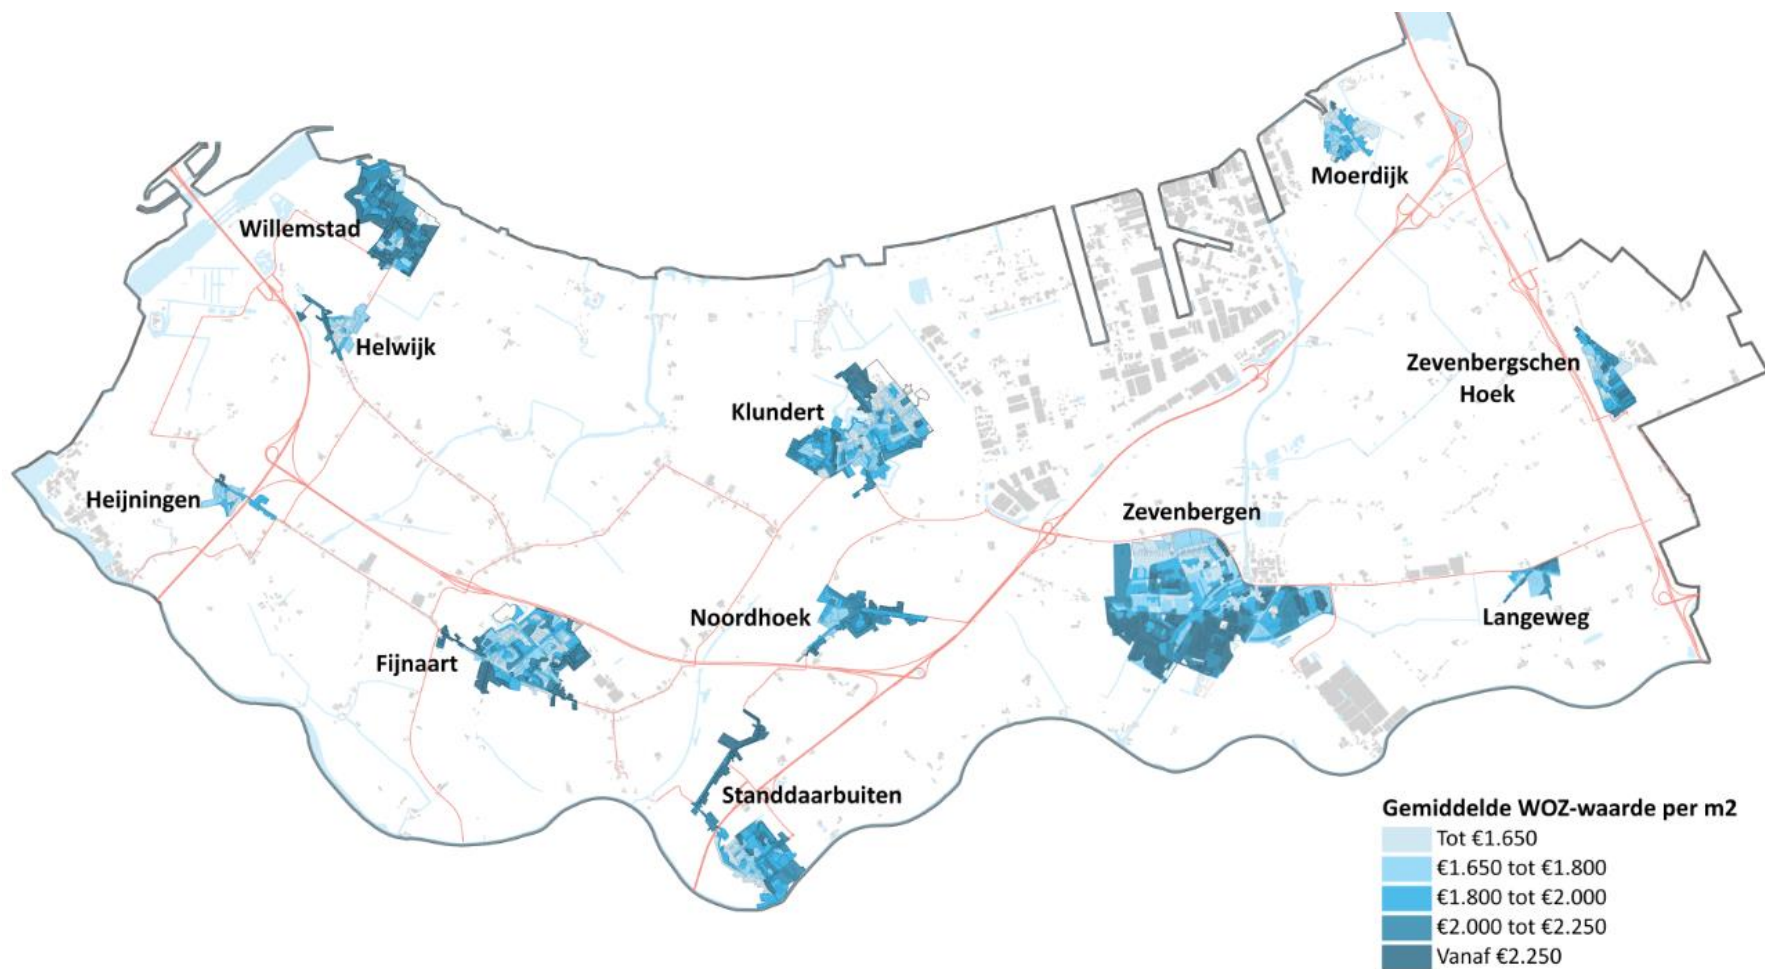 Moerdijk
Willemstad
Helwijk
Zevenbergschen
Hoek
Klundert
Heijningen
Zevenbergen
Noordhoek
Langeweg
Fijnaart
Standdaarbuiten
Gemiddelde WOZ-waarde per m2
Tot €1.650
€1.650 tot €1.800
€1.800 tot €2.000
€2.000 tot €2.250
Vanaf €2.250